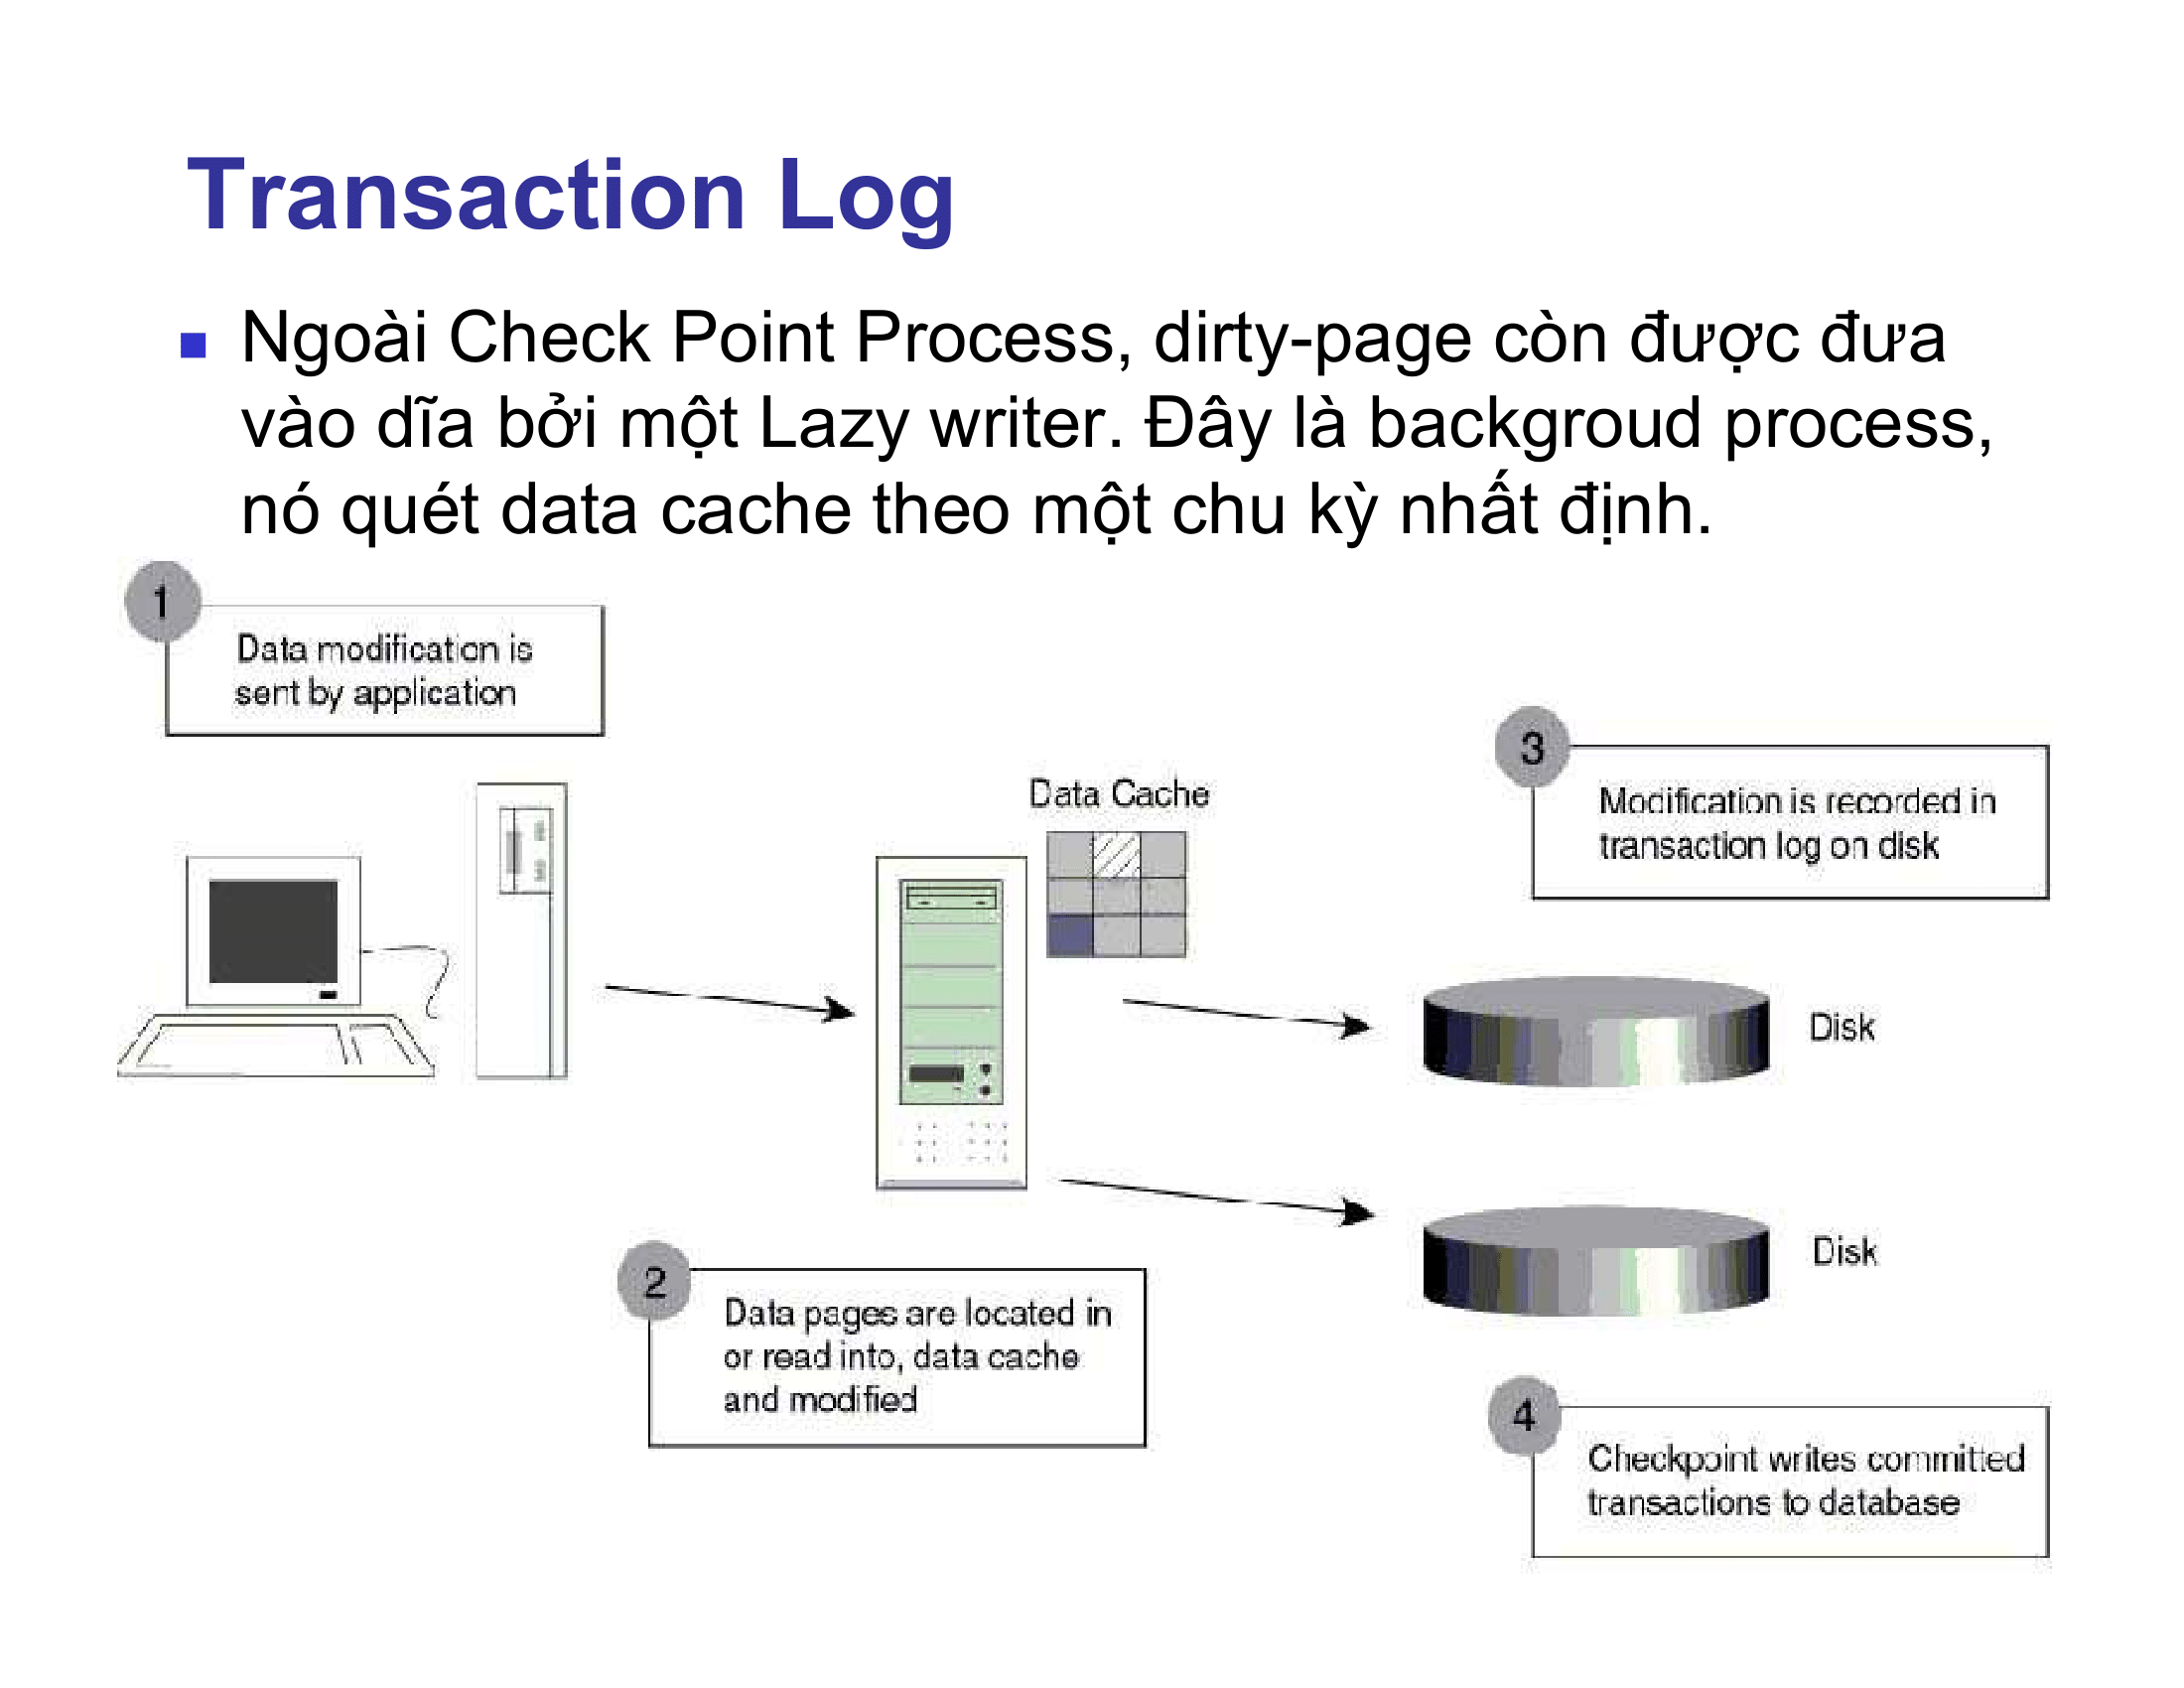 Transaction Log
Ngoài Check Point Process, dirty-page còn được đưa
vào dĩa bởi một Lazy writer. Đây là backgroud process,
nó quét data cache theo một chu kỳ nhất định.
1
Data modification is
sent by application
Data Cache
3
Modification is recorded in
transaction log on disk
Disk
Disk
2
Data pages are located in
or read into, data cache
and modified
4
Checkpoint writes committed
transactions to database